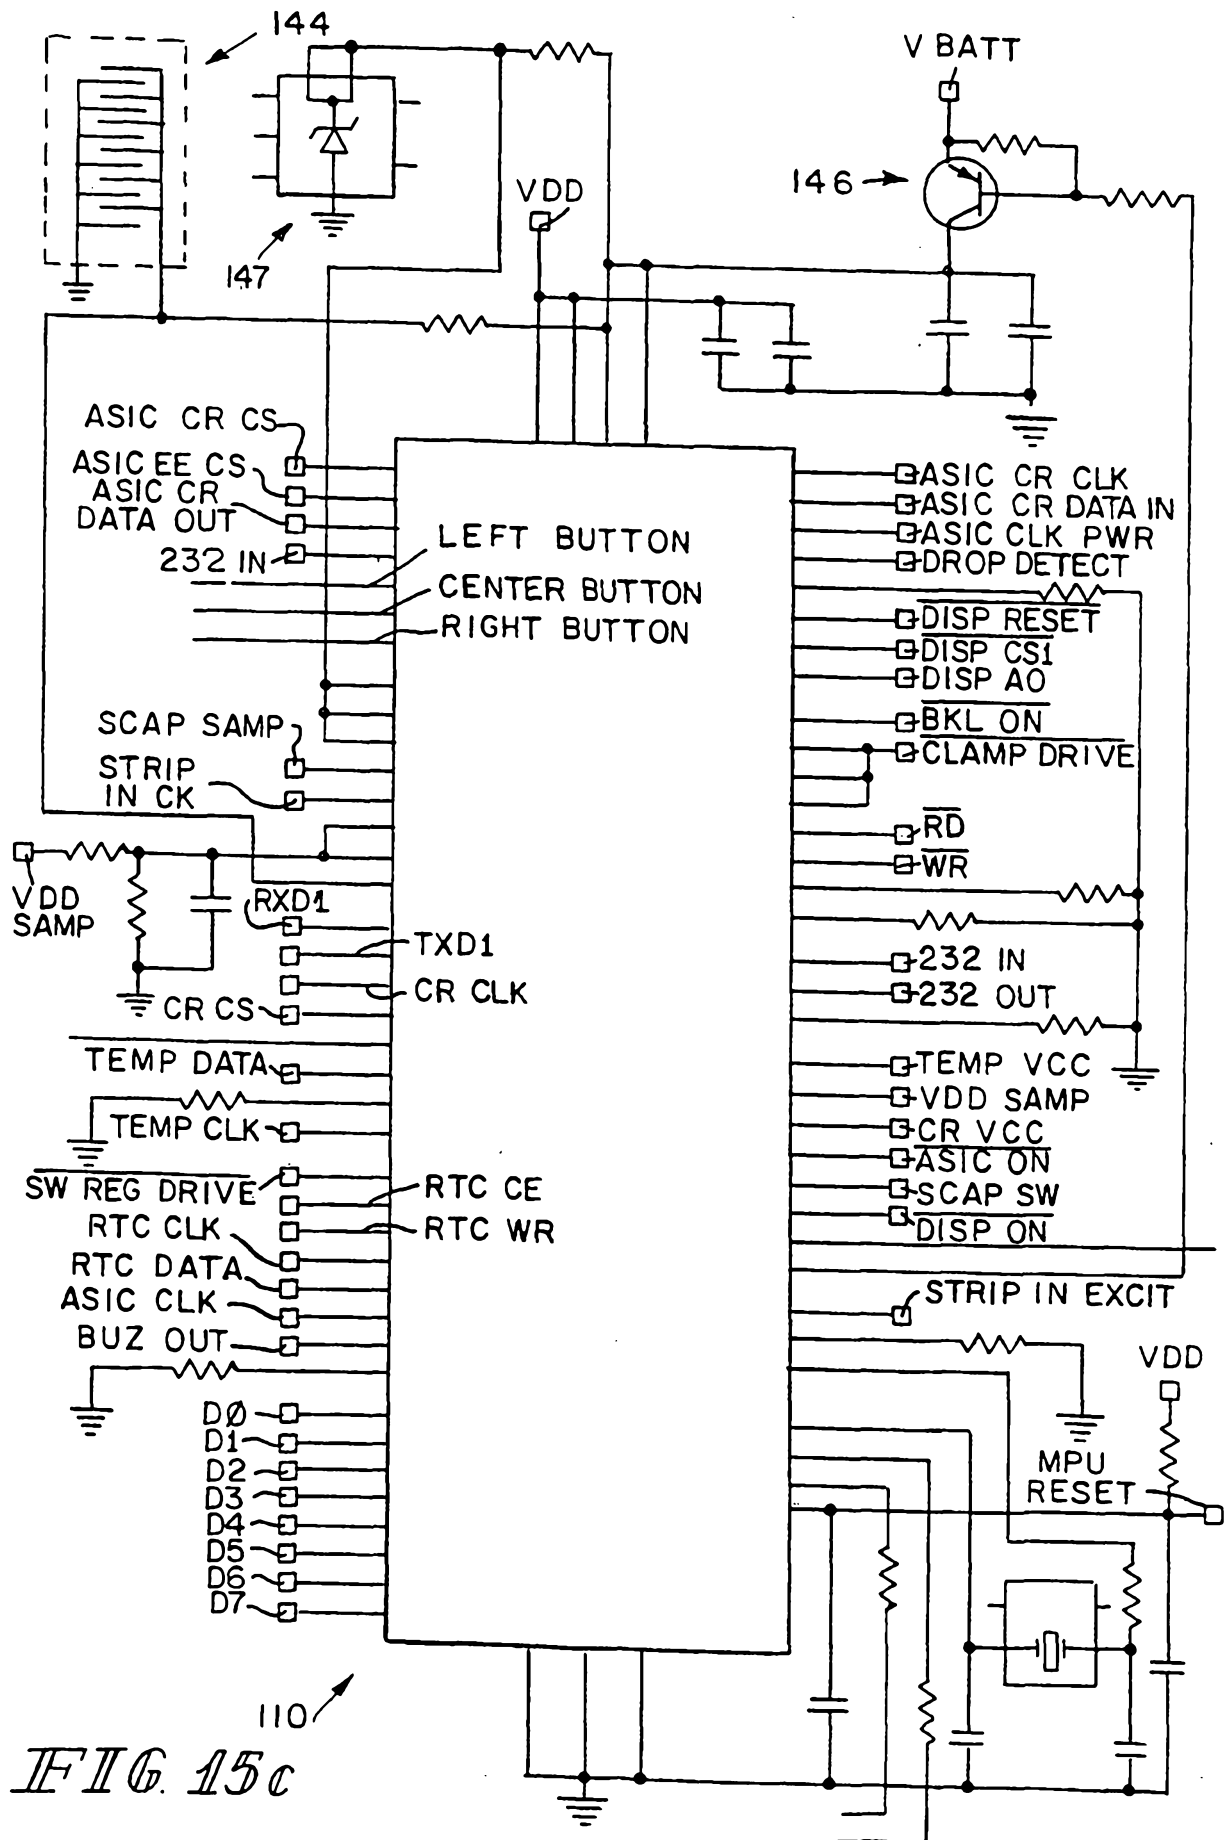 144
V BATT
146
VDD
147
ASIC CR CS
ASIC EE CS
ASIC CR
DATA OUT
232 IN
LEFT BUTTON
CENTER BUTTON
RIGHT BUTTON
SCAP SAMP
STRIP
IN CK
VDD
SAMP
RXD1
TXD1
CR CLK
CR CS
TEMP DATA
TEMP CLK
SW REG DRIVE
RTC CE
RTC CLK
RTC WR
RTC DATA
ASIC CLK
BUZ OUT
DØ
D1
D2
D3
D4
D5
D6
D7
ASIC CR CLK
ASIC CR DATA IN
ASIC CLK PWR
DROP DETECT
DISP RESET
DISP CS1
DISP AO
BKL ON
CLAMP DRIVE
RD
WR
232 IN
232 OUT
TEMP VCC
VDD SAMP
CR VCC
ASIC ON
SCAP SW
DISP ON
STRIP IN EXCIT
VDD
MPU
RESET
110
FIG. 15c